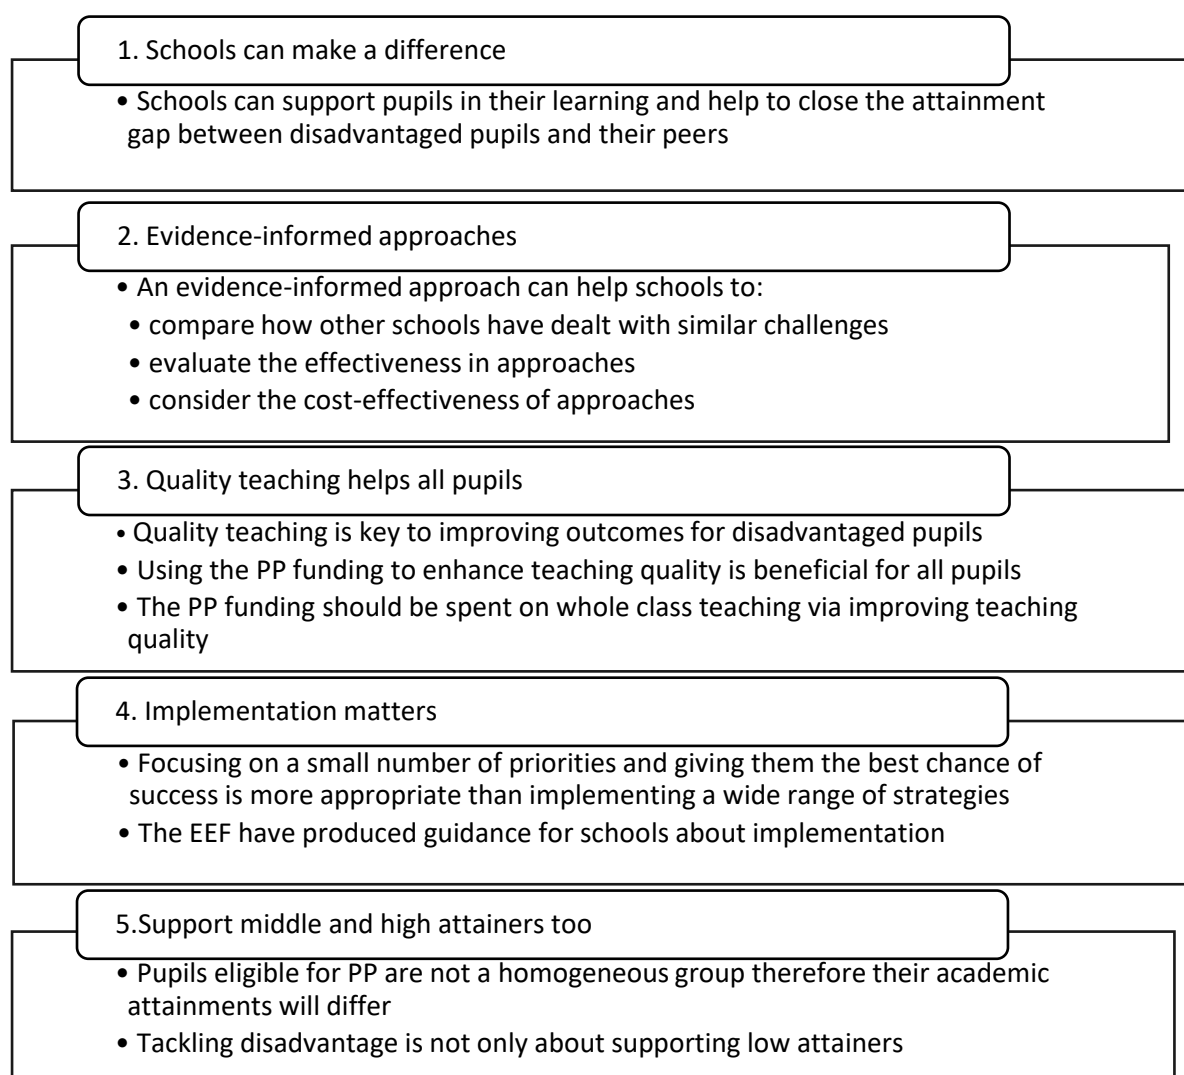 1. Schools can make a difference
• Schools can support pupils in their learning and help to close the attainment
gap between disadvantaged pupils and their peers
2. Evidence-informed approaches
• An evidence-informed approach can help schools to:
• compare how other schools have dealt with similar challenges
• evaluate the effectiveness in approaches
• consider the cost-effectiveness of approaches
3. Quality teaching helps all pupils
• Quality teaching is key to improving outcomes for disadvantaged pupils
• Using the PP funding to enhance teaching quality is beneficial for all pupils
• The PP funding should be spent on whole class teaching via improving teaching
quality
4. Implementation matters
• Focusing on a small number of priorities and giving them the best chance of
success is more appropriate than implementing a wide range of strategies
• The EEF have produced guidance for schools about implementation
5.Support middle and high attainers too
• Pupils eligible for PP are not a homogeneous group therefore their academic
attainments will differ
• Tackling disadvantage is not only about supporting low attainers